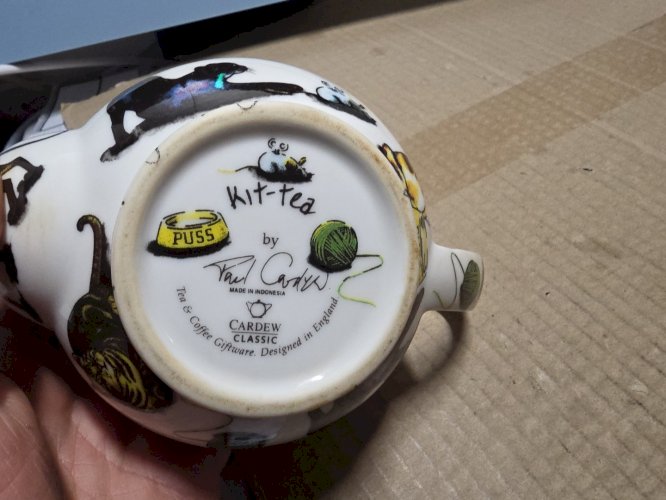 Kit-tea
PUSS
by
Paul Cardew.
MADE IN INDONESIA
CARDEW
CLASSIC
Tea & Coffee Giftware. Designed in England